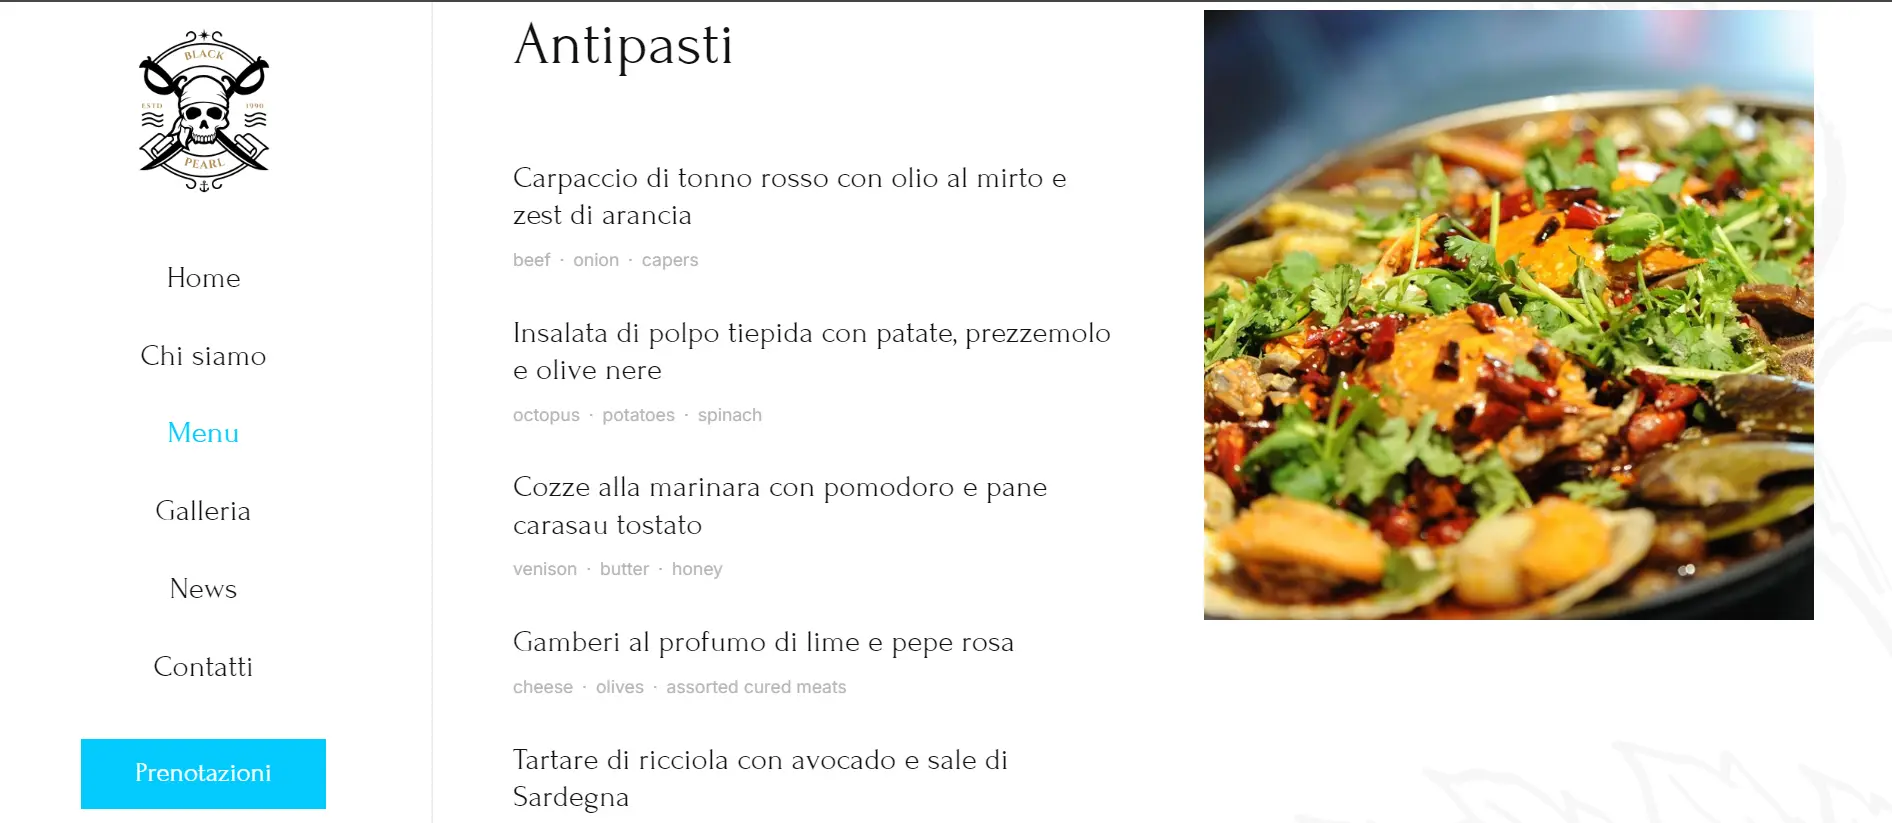 BLACK
ESTD 1990
PEARL
Home
Chi siamo
Menu
Galleria
News
Contatti
Prenotazioni
Antipasti
Carpaccio di tonno rosso con olio al mirto e
zest di arancia
beef · onion · capers
Insalata di polpo tiepida con patate, prezzemolo
e olive nere
octopus · potatoes · spinach
Cozze alla marinara con pomodoro e pane
carasau tostato
venison · butter · honey
Gamberi al profumo di lime e pepe rosa
cheese · olives · assorted cured meats
Tartare di ricciola con avocado e sale di
Sardegna